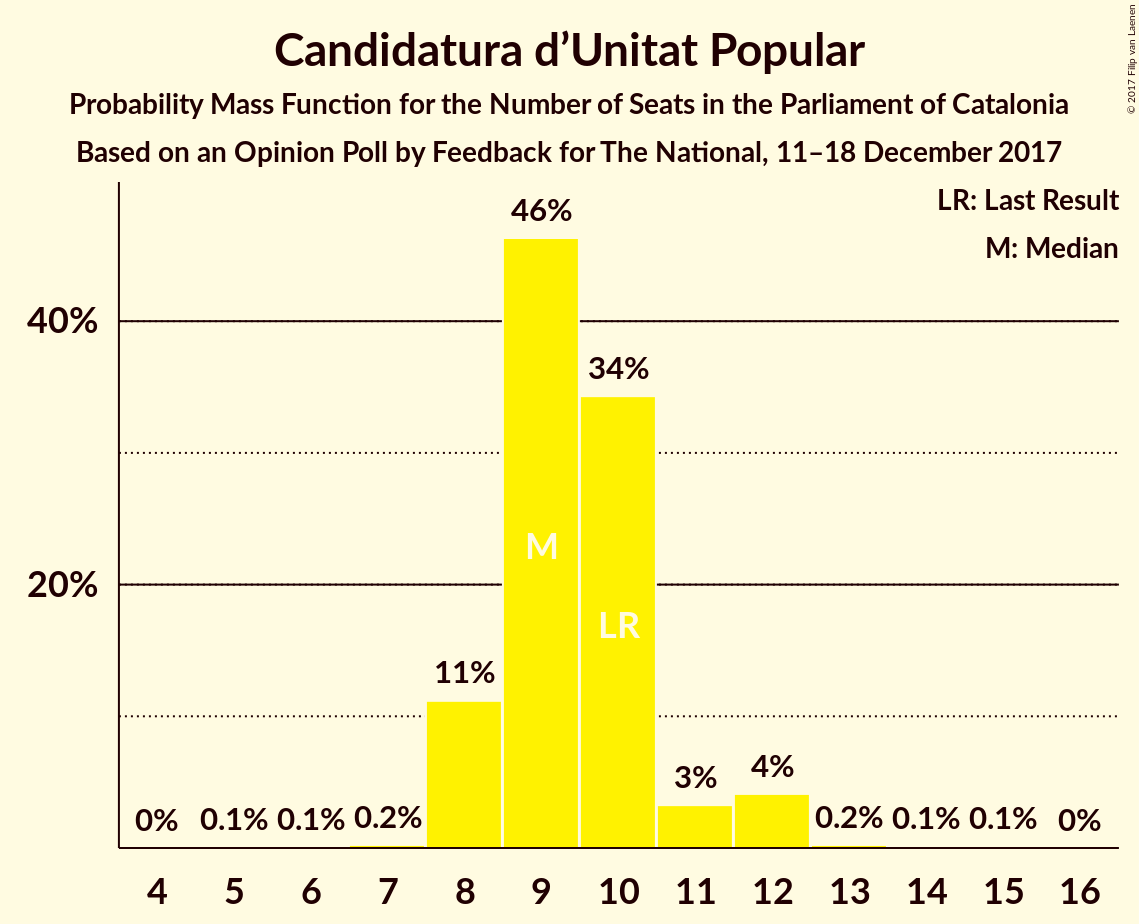 Candidatura d’Unitat Popular
Probability Mass Function for the Number of Seats in the Parliament of Catalonia
Based on an Opinion Poll by Feedback for The National, 11–18 December 2017
© 2017 Filip van Laenen
LR: Last Result
M: Median
46%
40%
34%
M
20%
LR
11%
3%
4%
0%
0.1%
0.1%
0.2%
0.2%
0.1%
0.1%
0%
4 5 6 7 8 9 10 11 12 13 14 15 16